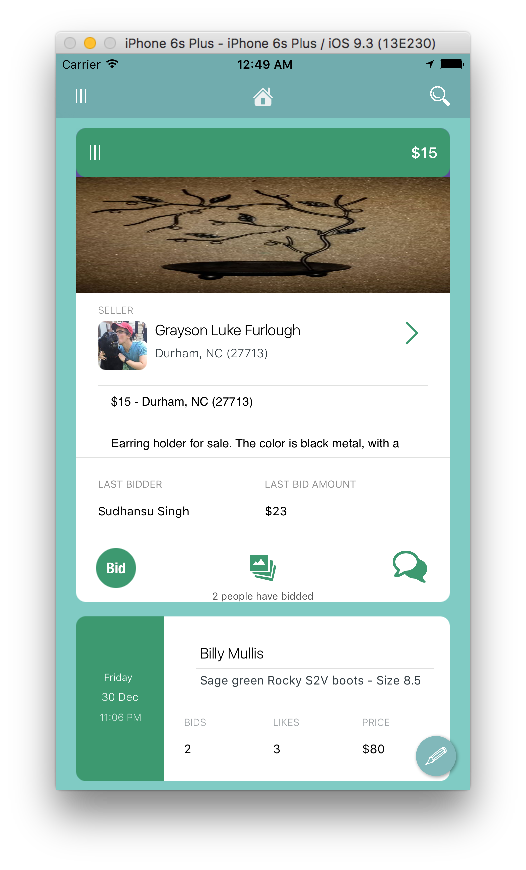 iPhone 6s Plus - iPhone 6s Plus / iOS 9.3 (13E230)
Carrier 12:49 AM
$15
SELLER
Grayson Luke Furlough
Durham, NC (27713)
$15 - Durham, NC (27713)
Earring holder for sale. The color is black metal, with a
LAST BIDDER LAST BID AMOUNT
Sudhansu Singh $23
Bid
2 people have bidded
Friday
30 Dec
11:06 PM
Billy Mullis
Sage green Rocky S2V boots - Size 8.5
BIDS LIKES PRICE
2 3 $80